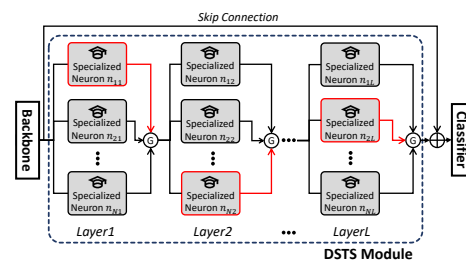 Skip Connection
Backbone
Specialized
Neuron n11
Specialized
Neuron n21
Specialized
Neuron nN1
G
Layer1
Specialized
Neuron n12
Specialized
Neuron n22
Specialized
Neuron nN2
G
Layer2
Specialized
Neuron n1L
Specialized
Neuron n2L
Specialized
Neuron nNL
G
LayerL
Classifier
DSTS Module